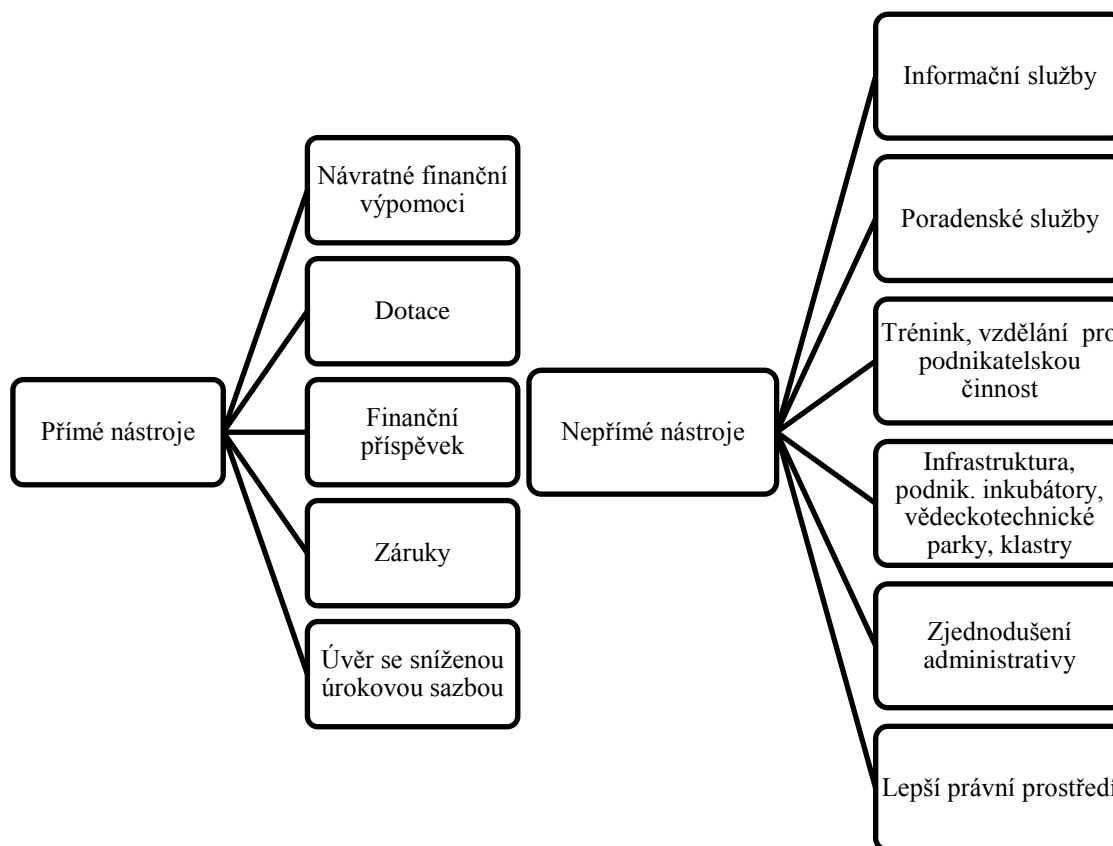 Přímé nástroje
Návratné finanční
výpomoci
Dotace
Finanční
příspěvek
Záruky
Úvěr se sníženou
úrokovou sazbou
Nepřímé nástroje
Informační služby
Poradenské služby
Trénink, vzdělání  pro
podnikatelskou
činnost
Infrastruktura,
podnik. inkubátory,
vědeckotechnické
parky, klastry
Zjednodušení
administrativy
Lepší právní prostředí